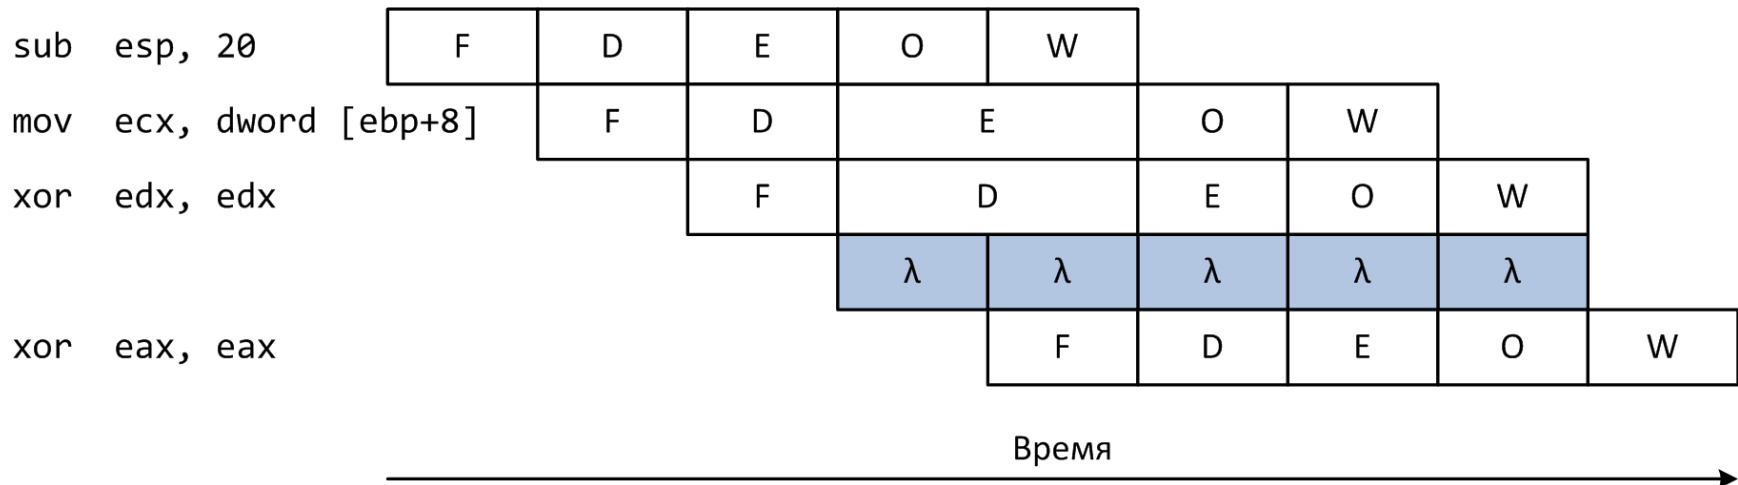 sub esp, 20 F D E O W
mov ecx, dword [ebp+8] F D E O W
xor edx, edx F D E O W
λ λ λ λ λ
xor eax, eax F D E O W
Время